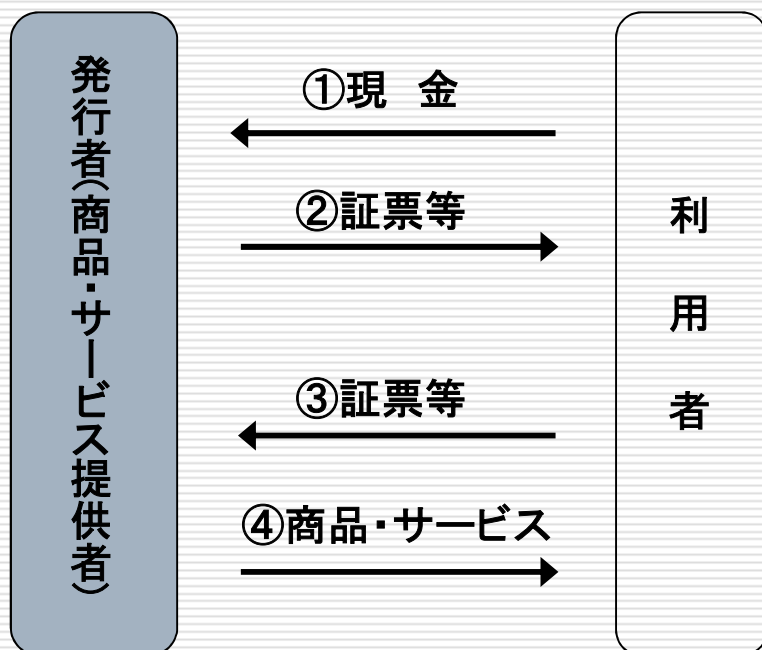 発行者(商品・サービス提供者)
①現　金
②証票等
③証票等
④商品・サービス
利用者